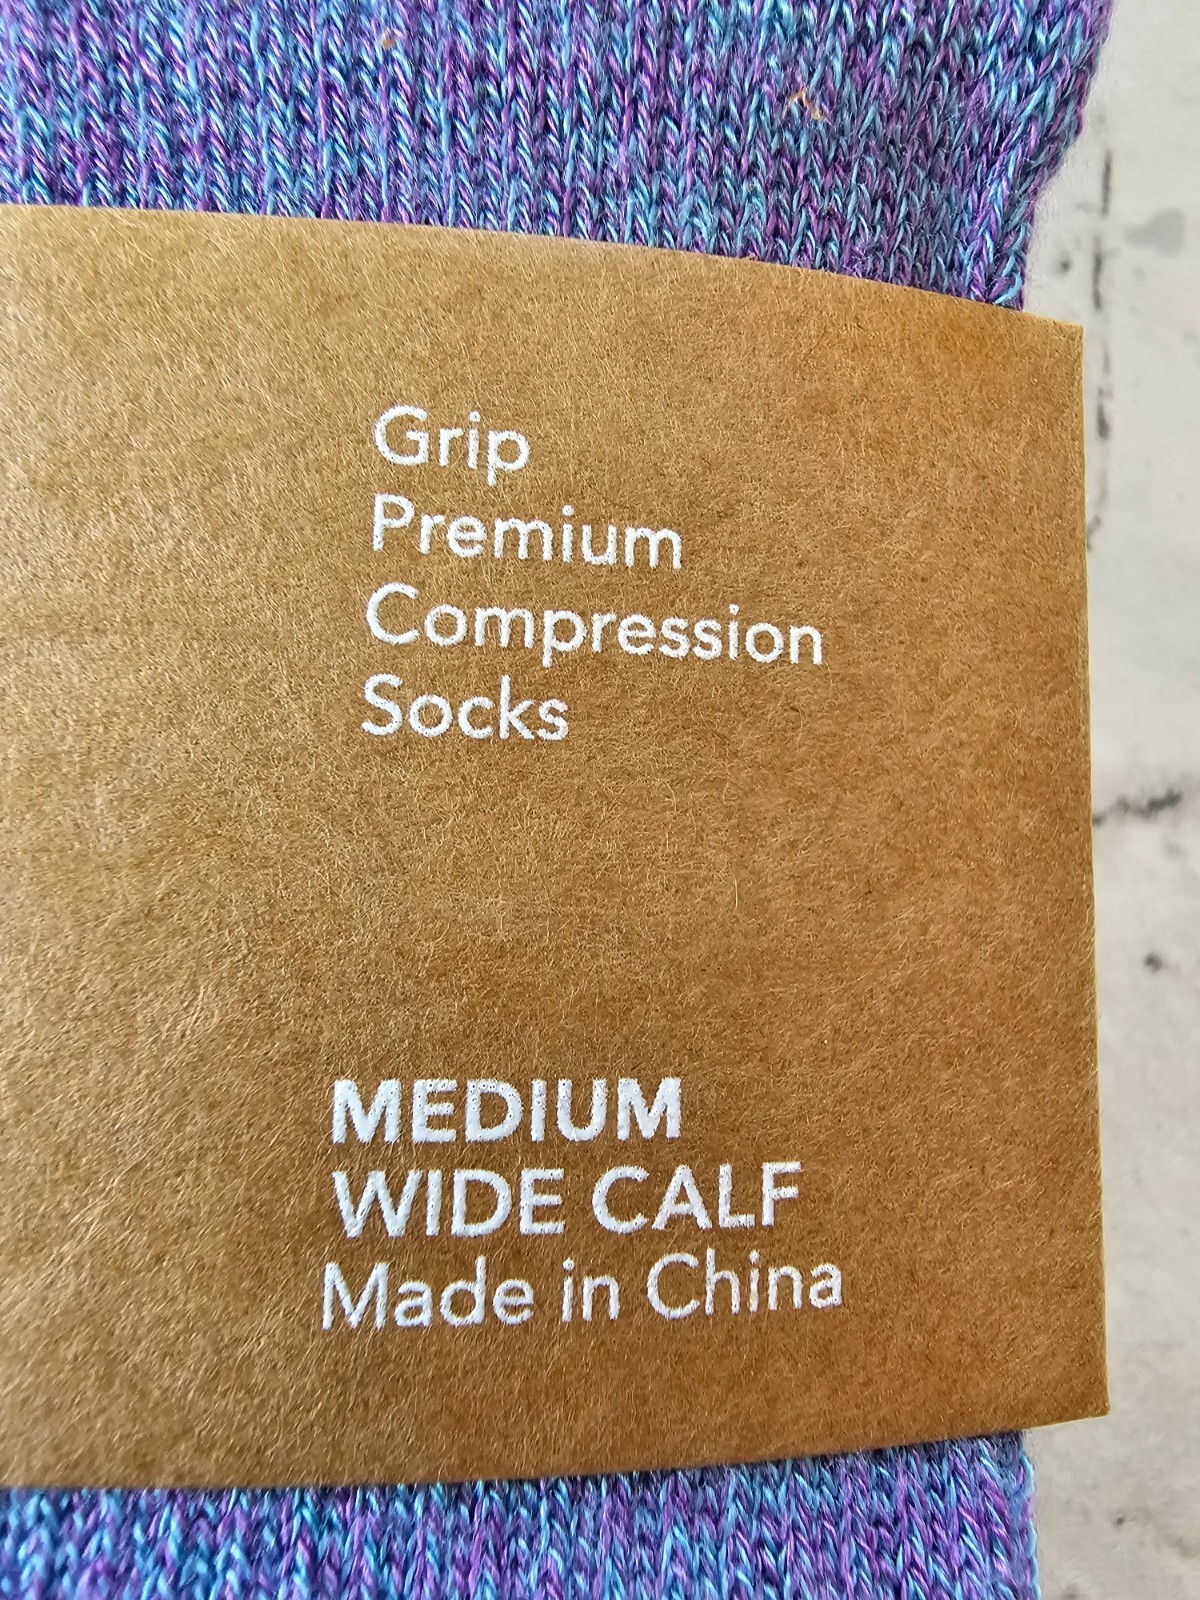 Grip
Premium
Compression
Socks
MEDIUM
WIDE CALF
Made in China